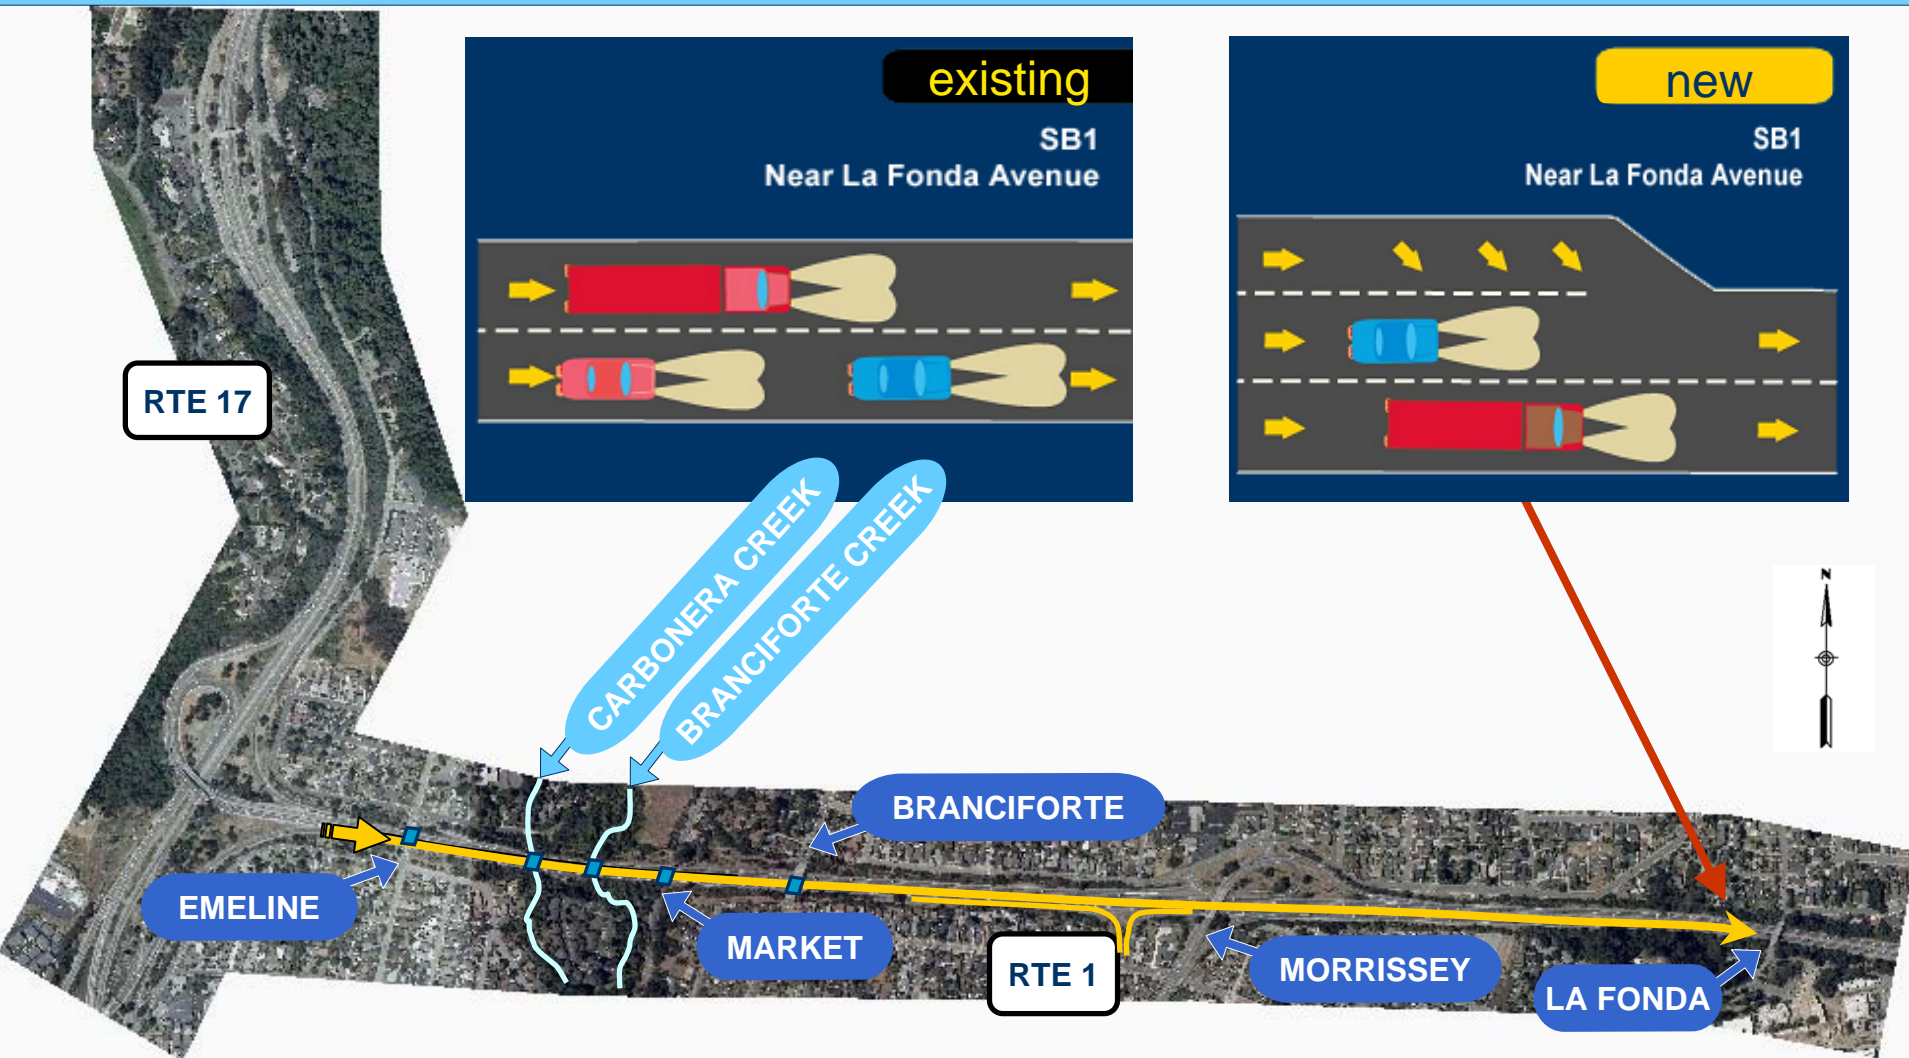 existing
SB1
Near La Fonda Avenue
new
SB1
Near La Fonda Avenue
RTE 17
CARBONERA CREEK
BRANCIFORTE CREEK
N
BRANCIFORTE
EMELINE
MARKET
RTE 1
MORRISSEY
LA FONDA